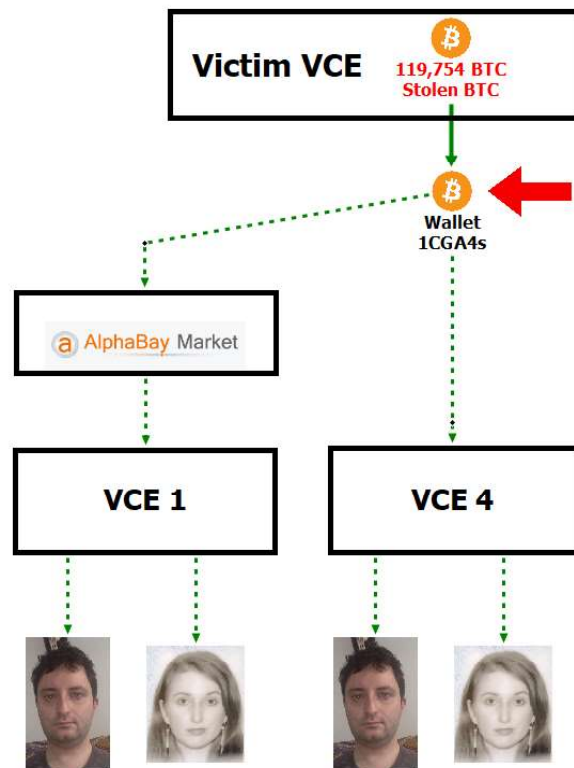 Victim VCE
119,754 BTC
Stolen BTC
Wallet
1CGA4s
a AlphaBay Market
VCE 1
VCE 4